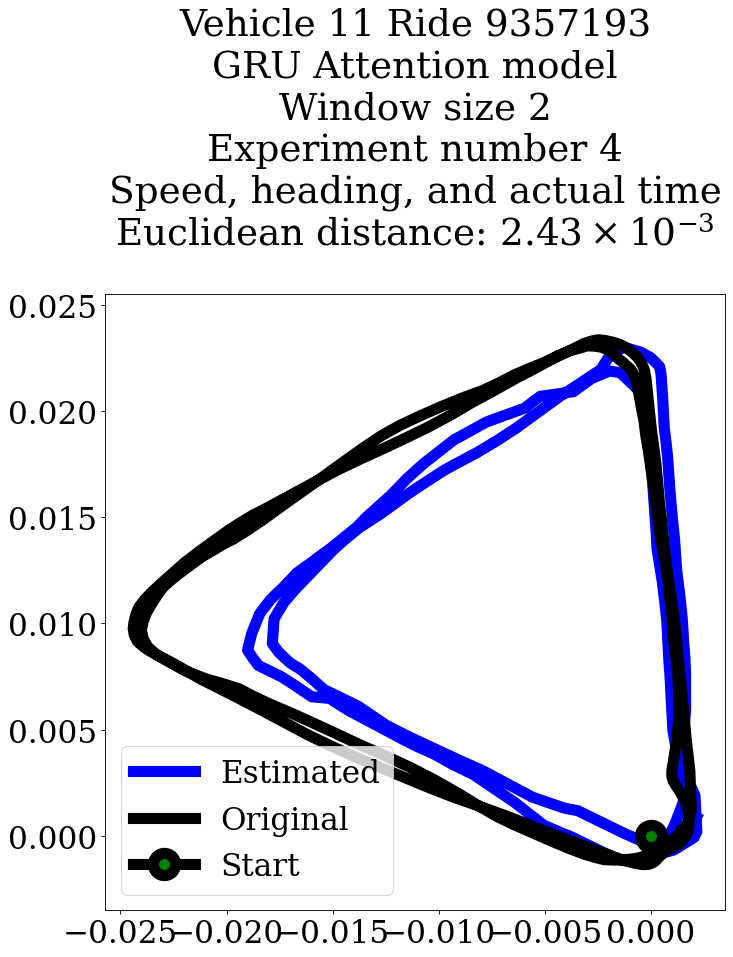 Vehicle 11 Ride 9357193
GRU Attention model
Window size 2
Experiment number 4
Speed, heading, and actual time
Euclidean distance: 2.43 × 10⁻³
0.025
0.020
0.015
0.010
0.005
0.000
Estimated
Original
Start
−0.025 −0.020 −0.015 −0.010 −0.005 0.000